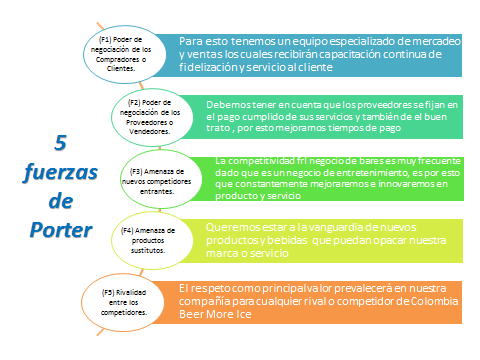 5
fuerzas
de
Porter
(F1) Poder de
negociación de los
Compradores o
Clientes.
Para esto tenemos un equipo especializado de mercadeo
y ventas los cuales recibirán capacitación continua de
fidelización y servicio al cliente
(F2) Poder de
negociación de los
Proveedores o
Vendedores.
Debemos tener en cuenta que los proveedores se fijan en
el pago cumplido de sus servicios y también de el buen
trato , por esto mejoramos tiempos de pago
(F3) Amenaza de
nuevos competidores
entrantes.
La competitividad frl negocio de bares es muy frecuente
dado que es un negocio de entretenimiento, es por esto
que constantemente mejoraremos e innovaremos en
producto y servicio
(F4) Amenaza de
productos
sustitutos.
Queremos estar a la vanguardia de nuevos
productos y bebidas que puedan opacar nuestra
marca o servicio
(F5) Rivalidad
entre los
competidores.
El respeto como principal valor prevalecerá en nuestra
compañía para cualquier rival o competidor de Colombia
Beer More Ice